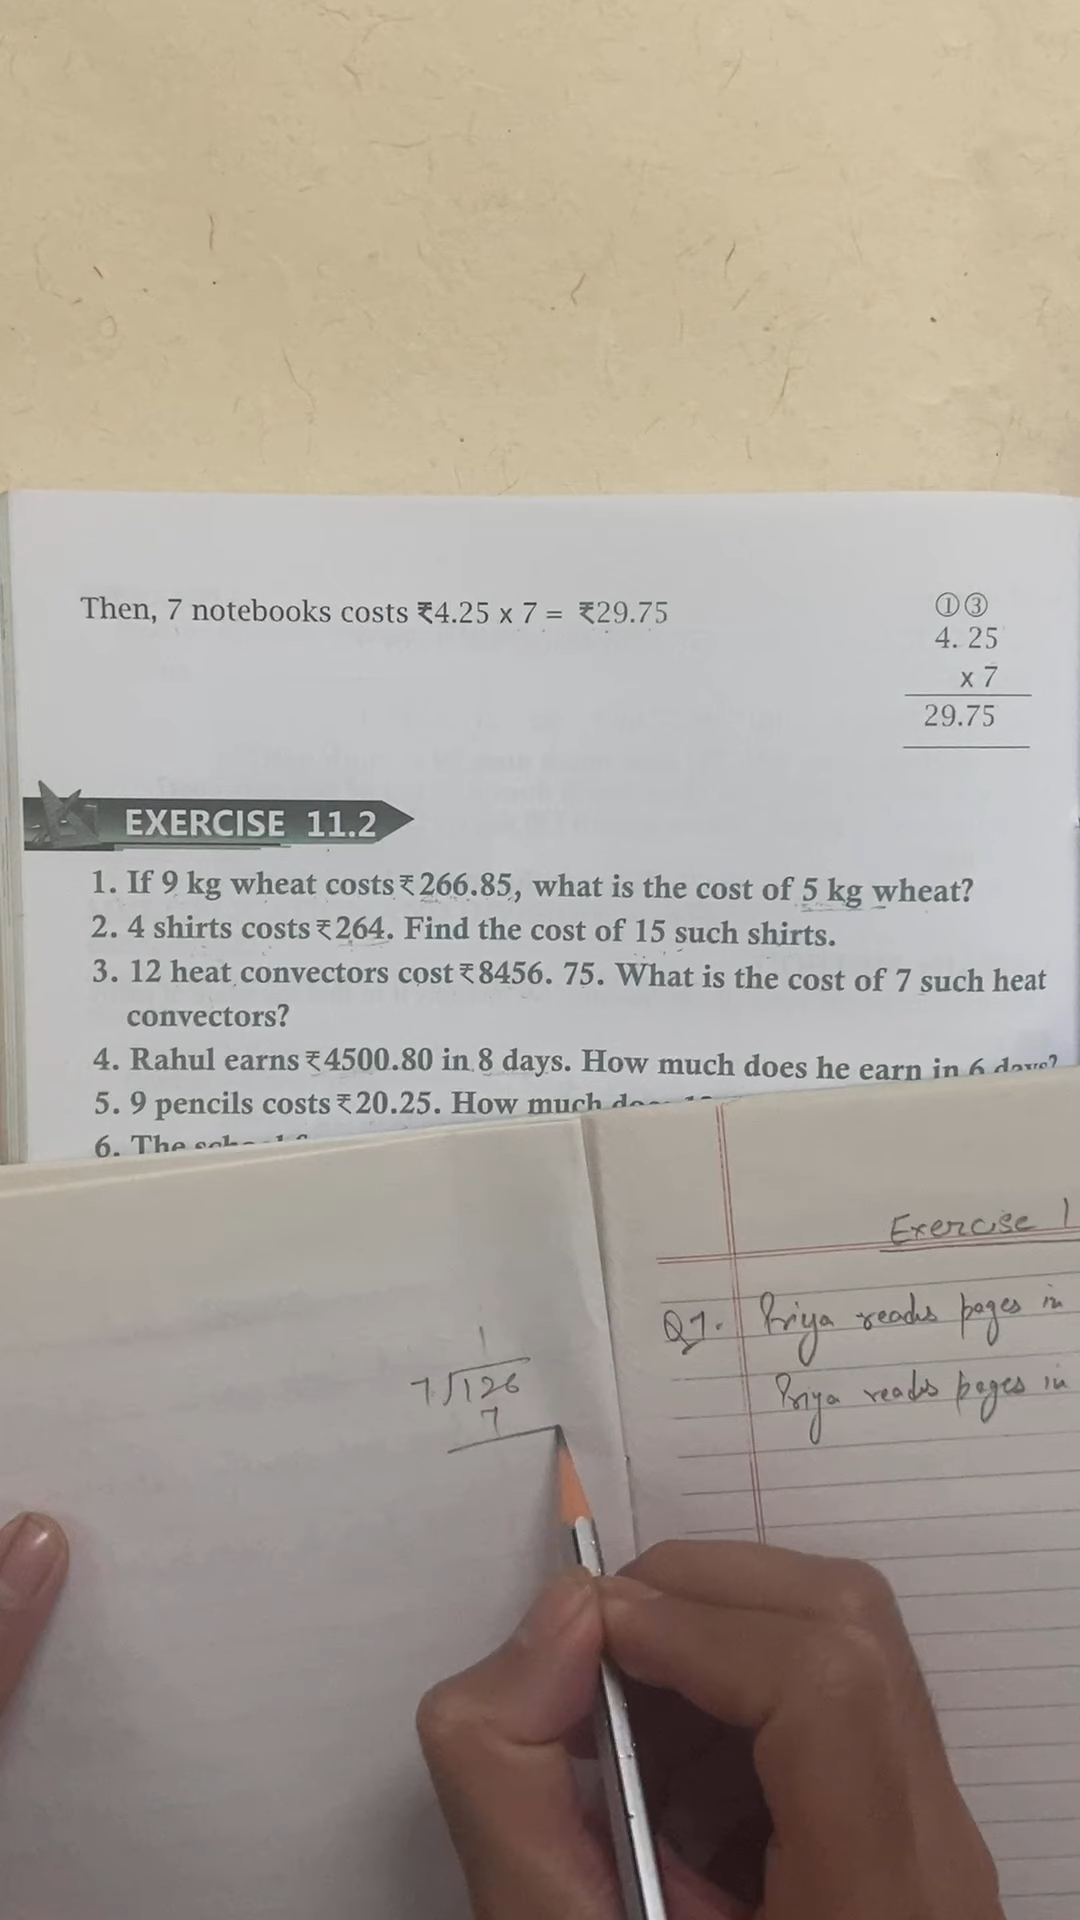 Then, 7 notebooks costs ₹4.25 x 7 = ₹29.75
①③
4. 25
x 7
29.75
EXERCISE 11.2
1. If 9 kg wheat costs ₹266.85, what is the cost of 5 kg wheat?
2. 4 shirts costs ₹264. Find the cost of 15 such shirts.
3. 12 heat convectors cost ₹8456. 75. What is the cost of 7 such heat
convectors?
4. Rahul earns ₹4500.80 in 8 days. How much does he earn in 6 days?
5. 9 pencils costs ₹20.25. How much
6. The
1
7 126
7
Exercise 1
Q1. Priya reads pages in
Priya reads pages in